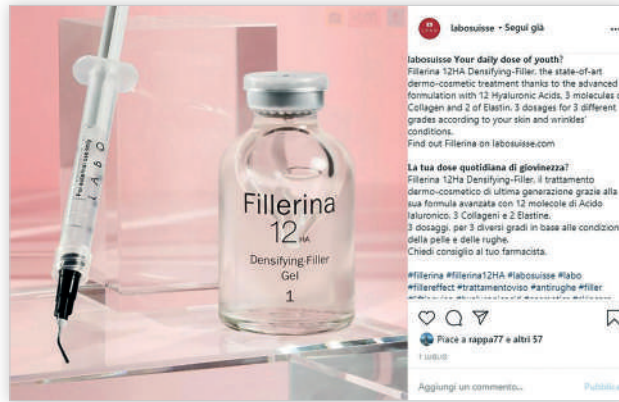 LABO
Fillerina
12 HA
Densifying-Filler
Gel
1
labosuisse • Segui già
...
labosuisse Your daily dose of youth?
Fillerina 12HA Densifying-Filler, the state-of-art
dermo-cosmetic treatment thanks to the advanced
formulation with 12 Hyaluronic Acids, 3 molecules
Collagen and 2 of Elastin. 3 dosages for 3 different
grades according to your skin and wrinkles'
conditions.
Find out Fillerina on labosuisse.com
La tua dose quotidiana di giovinezza?
Fillerina 12Ha Densifying-Filler, il trattamento
dermo-cosmetico di ultima generazione grazie alla
sua formula avanzata con 12 molecole di Acido
Ialuronico, 3 Collageni e 2 Elastine.
3 dosaggi, per 3 diversi gradi in base alle condizion
della pelle e delle rughe.
Chiedi consiglio al tuo farmacista.
#fillerina #fillerina12HA #labosuisse #labo
#fillereffect #trattamentoviso #antirughe #filler
Piace a rappa77 e altri 57
1 LUGLIO
Aggiungi un commento...
Pubblica